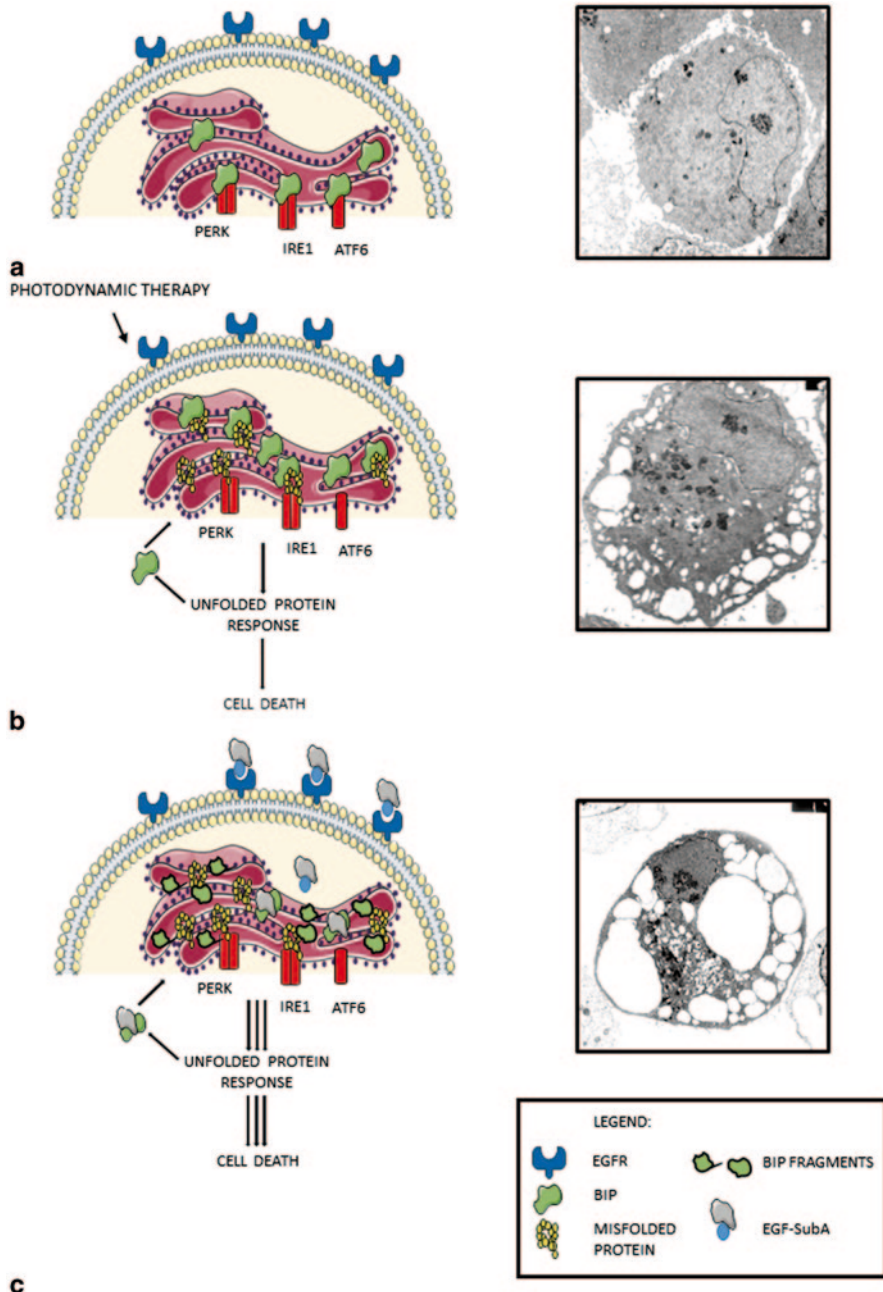 PERK
IRE1
ATF6
a
PHOTODYNAMIC THERAPY
PERK
IRE1
ATF6
UNFOLDED PROTEIN
RESPONSE
CELL DEATH
b
PERK
IRE1
ATF6
UNFOLDED PROTEIN
RESPONSE
CELL DEATH
LEGEND:
EGFR
BIP FRAGMENTS
BIP
MISFOLDED
PROTEIN
EGF-SubA
c